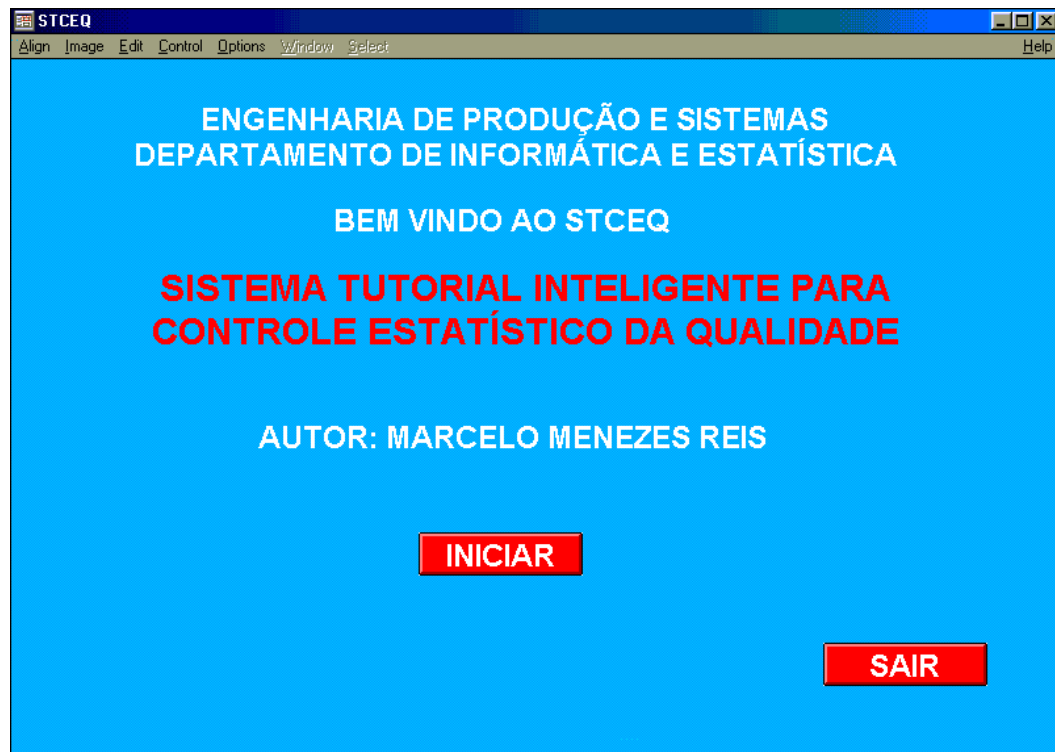 STCEQ
Align Image Edit Control Options Window Select Help
ENGENHARIA DE PRODUÇÃO E SISTEMAS
DEPARTAMENTO DE INFORMÁTICA E ESTATÍSTICA
BEM VINDO AO STCEQ
SISTEMA TUTORIAL INTELIGENTE PARA
CONTROLE ESTATÍSTICO DA QUALIDADE
AUTOR: MARCELO MENEZES REIS
INICIAR
SAIR